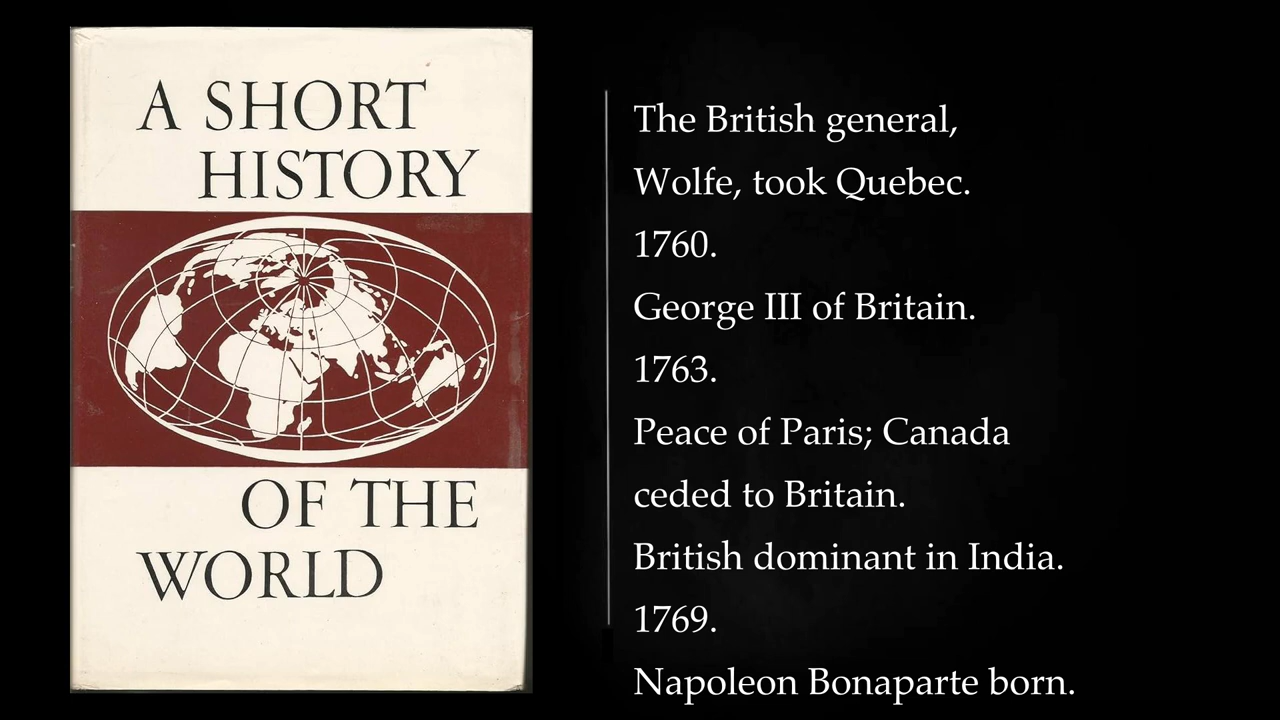 A SHORT
HISTORY
OF THE
WORLD
The British general,
Wolfe, took Quebec.
1760.
George III of Britain.
1763.
Peace of Paris; Canada
ceded to Britain.
British dominant in India.
1769.
Napoleon Bonaparte born.